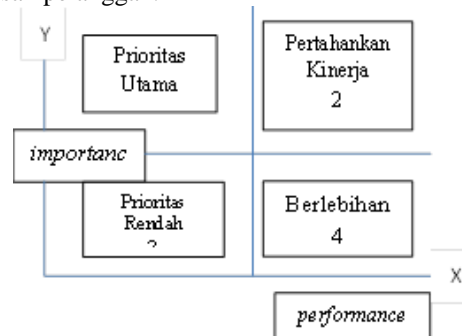 Y
Prioritas
Utama
Pertahankan
Kinerja
2
importanc
Prioritas
Rendah
Berlebihan
4
X
performance